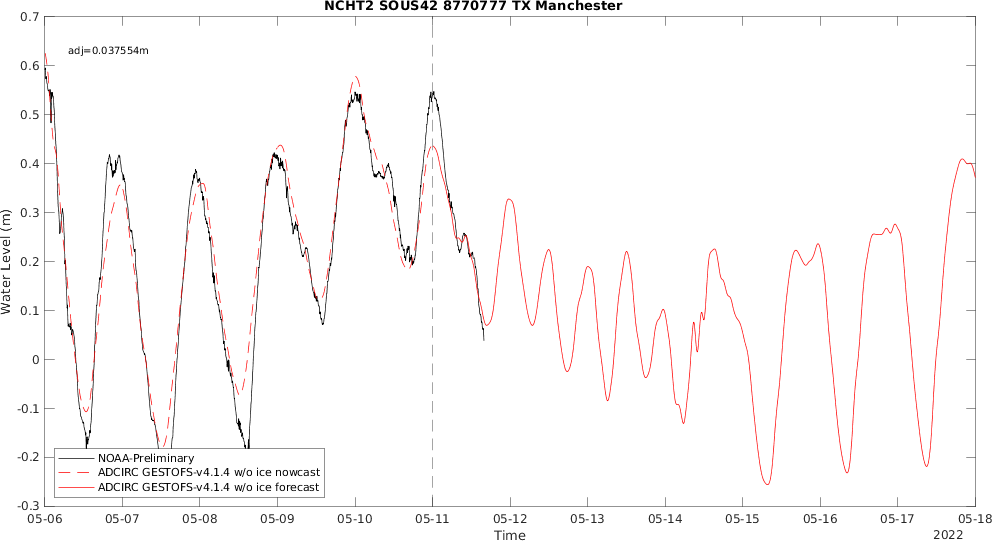 NCHT2 SOUS42 8770777 TX Manchester
adj=0.037554m
0.7
0.6
0.5
0.4
0.3
0.2
0.1
0
-0.1
-0.2
-0.3
Water Level (m)
NOAA-Preliminary
ADCIRC GESTOFS-v4.1.4 w/o ice nowcast
ADCIRC GESTOFS-v4.1.4 w/o ice forecast
05-06 05-07 05-08 05-09 05-10 05-11 05-12 05-13 05-14 05-15 05-16 05-17 05-18
Time
2022